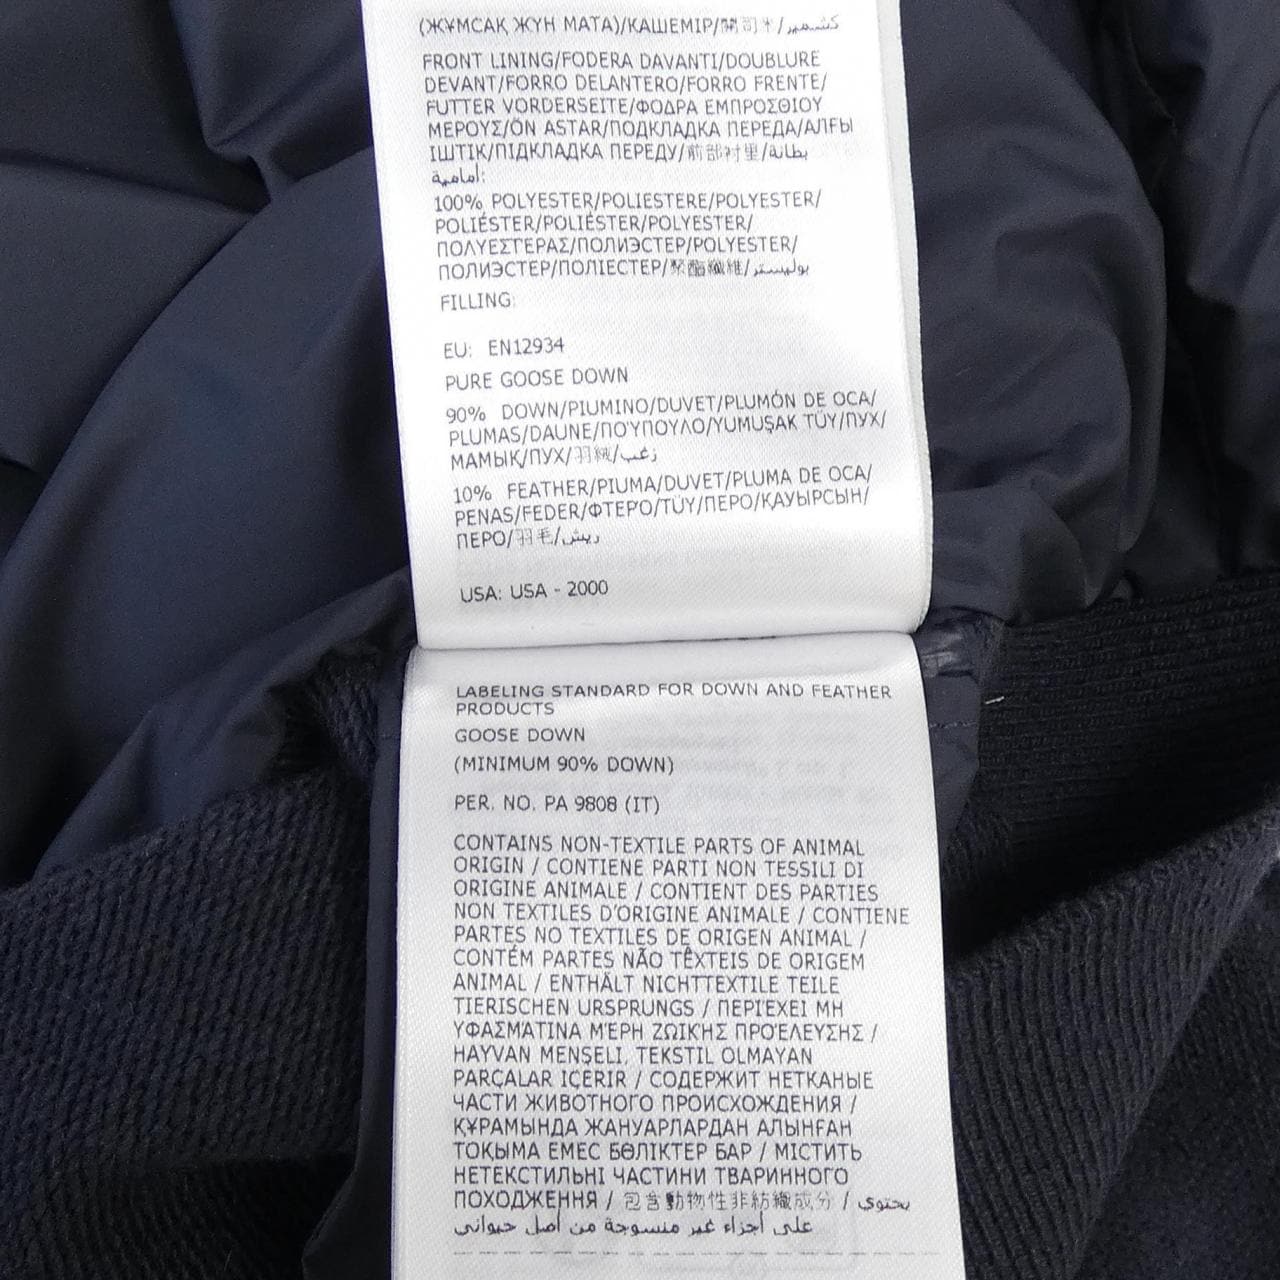 (ЖҰМСАҚ ЖҮН МАТА)/КАШЕМІР/開司米/كشمير
FRONT LINING/FODERA DAVANTI/DOUBLURE
DEVANT/FORRO DELANTERO/FORRO FRENTE/
FUTTER VORDERSEITE/ΦΟΔΡΑ ΕΜΠΡΟΣΘΙΟΥ
ΜΕΡΟΥΣ/ÖN ASTAR/ПОДКЛАДКА ПЕРЕДА/АЛҒЫ
ІШТІК/ПІДКЛАДКА ПЕРЕДУ/前部衬里/بطانة
أمامية:
100% POLYESTER/POLIESTERE/POLYESTER/
POLIÉSTER/POLIÉSTER/POLYESTER/
ΠΟΛΥΕΣΤΕΡΑΣ/ПОЛИЭСТЕР/POLYESTER/
ПОЛИЭСТЕР/ПОЛІЕСТЕР/聚酯纖維/بوليستر
FILLING:
EU: EN12934
PURE GOOSE DOWN
90% DOWN/PIUMINO/DUVET/PLUMÓN DE OCA/
PLUMAS/DAUNE/ΠΟΎΠΟΥΛΟ/YUMUŞAK TÜY/ПУХ/
МАМЫҚ/ПУХ/羽絨/زغب
10% FEATHER/PIUMA/DUVET/PLUMA DE OCA/
PENAS/FEDER/ΦΤΕΡΌ/TÜY/ПЕРО/ҚАУЫРСЫН/
ПЕРО/羽毛/ريش
USA: USA - 2000
LABELING STANDARD FOR DOWN AND FEATHER
PRODUCTS
GOOSE DOWN
(MINIMUM 90% DOWN)
PER. NO. PA 9808 (IT)
CONTAINS NON-TEXTILE PARTS OF ANIMAL
ORIGIN / CONTIENE PARTI NON TESSILI DI
ORIGINE ANIMALE / CONTIENT DES PARTIES
NON TEXTILES D'ORIGINE ANIMALE / CONTIENE
PARTES NO TEXTILES DE ORIGEN ANIMAL /
CONTÉM PARTES NÃO TÊXTEIS DE ORIGEM
ANIMAL / ENTHÄLT NICHTTEXTILE TEILE
TIERISCHEN URSPRUNGS / ΠΕΡΙΈΧΕΙ ΜΗ
ΥΦΑΣΜΆΤΙΝΑ ΜΈΡΗ ΖΩΙΚΉΣ ΠΡΟΈΛΕΥΣΗΣ /
HAYVAN MENŞELI, TEKSTIL OLMAYAN
PARÇALAR IÇERIR / СОДЕРЖИТ НЕТКАНЫЕ
ЧАСТИ ЖИВОТНОГО ПРОИСХОЖДЕНИЯ /
ҚҰРАМЫНДА ЖАНУАРЛАРДАН АЛЫНҒАН
ТОҚЫМА ЕМЕС БӨЛІКТЕР БАР / МІСТИТЬ
НЕТЕКСТИЛЬНІ ЧАСТИНИ ТВАРИННОГО
ПОХОДЖЕННЯ / 包含動物性非紡織成分 / يحتوي
على أجزاء غير منسوجة من أصل حيواني